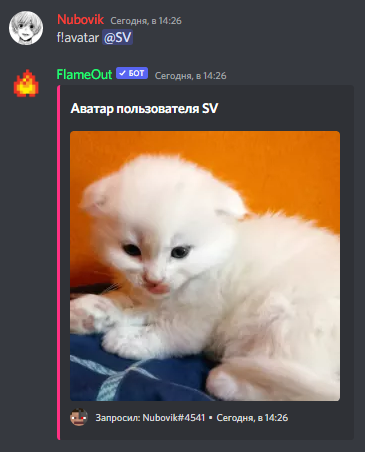 Nubovik Сегодня, в 14:26
f!avatar @SV
FlameOut БОТ Сегодня, в 14:26
Аватар пользователя SV
Запросил: Nubovik#4541 • Сегодня, в 14:26